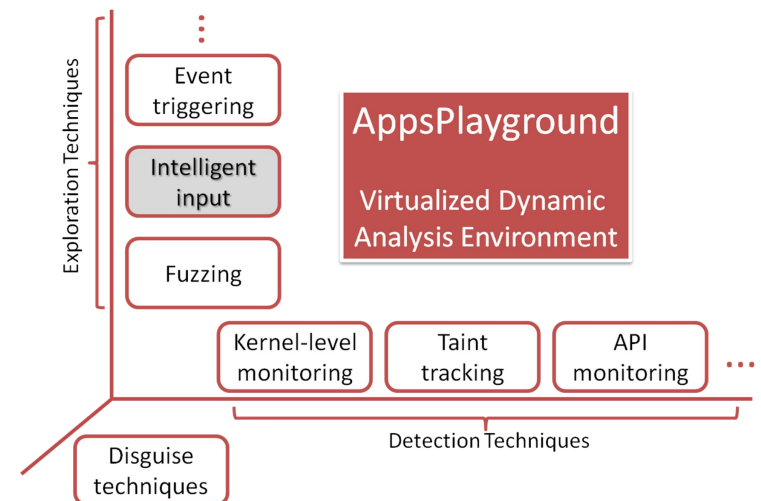 Event
triggering
Intelligent
input
Fuzzing
Exploration Techniques
AppsPlayground
Virtualized Dynamic
Analysis Environment
Kernel-level
monitoring
Taint
tracking
API
monitoring
...
Detection Techniques
Disguise
techniques